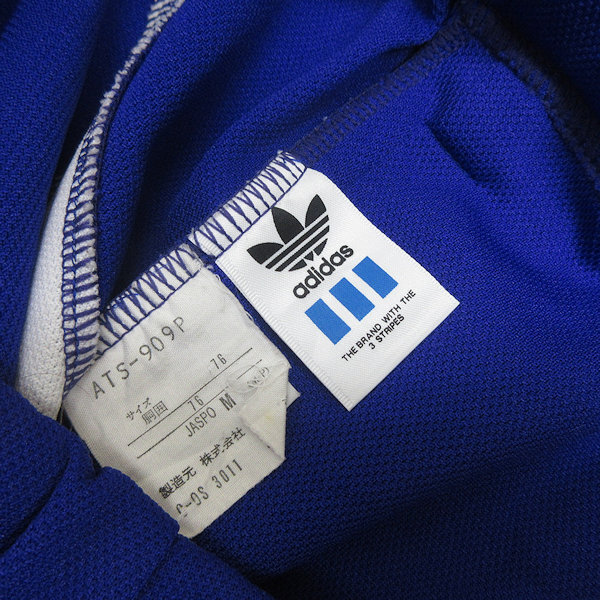 adidas
THE BRAND WITH THE
3 STRIPES
ATS-909P
サイズ
胴囲 76 76
JASPO M
製造元 株式会社
-OS 3011